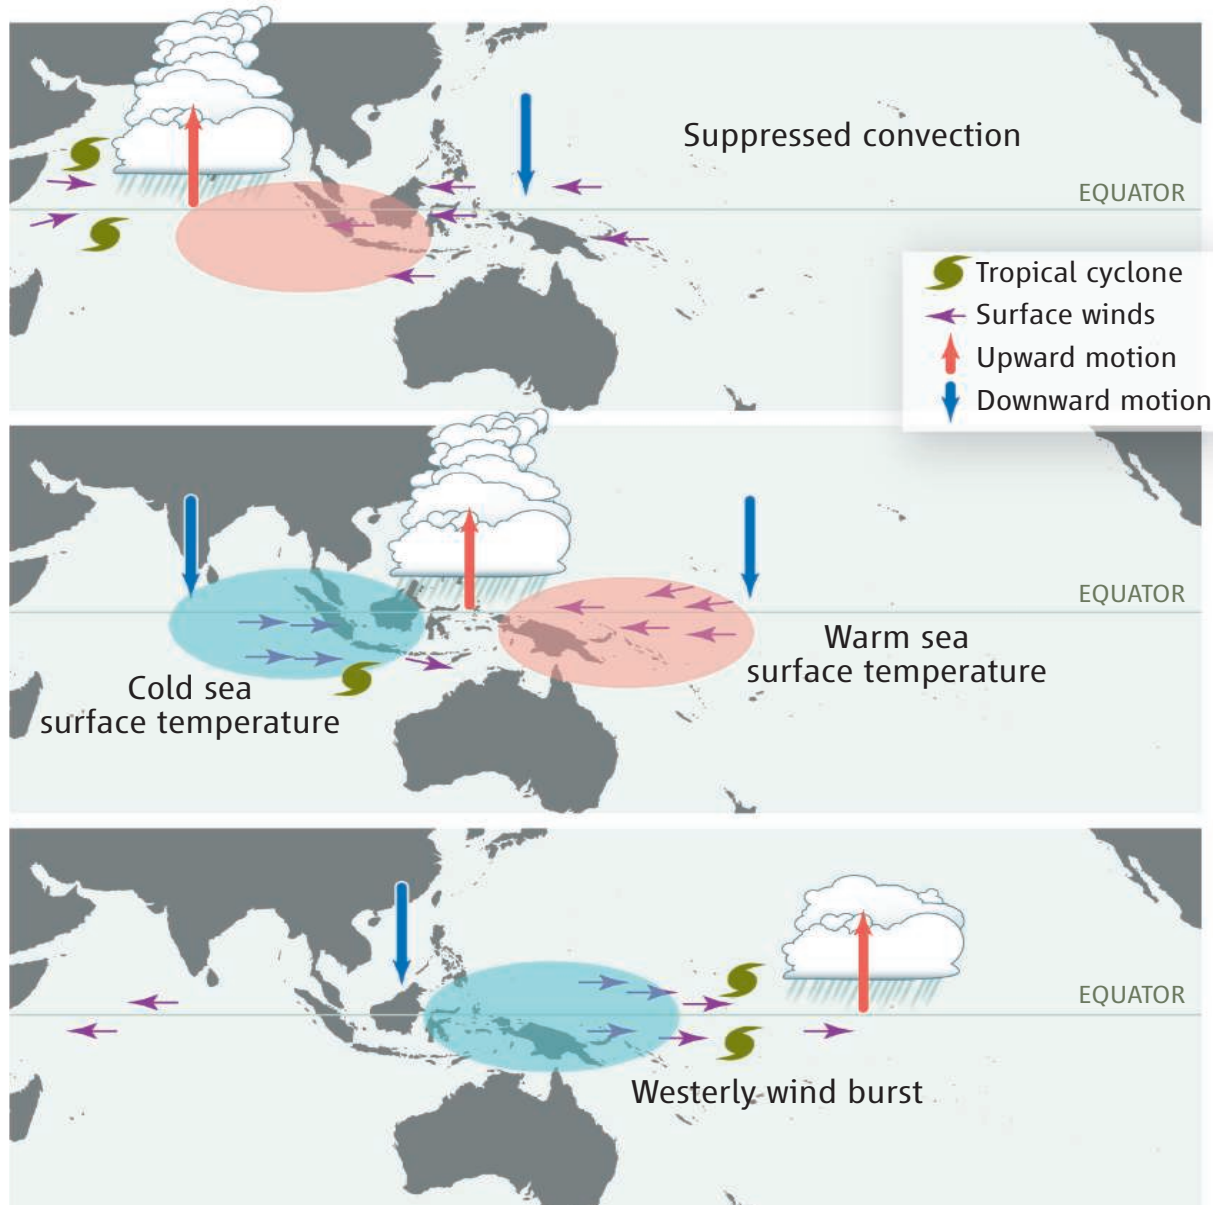 Suppressed convection
EQUATOR
Tropical cyclone
Surface winds
Upward motion
Downward motion
EQUATOR
Warm sea
surface temperature
Cold sea
surface temperature
EQUATOR
Westerly wind burst